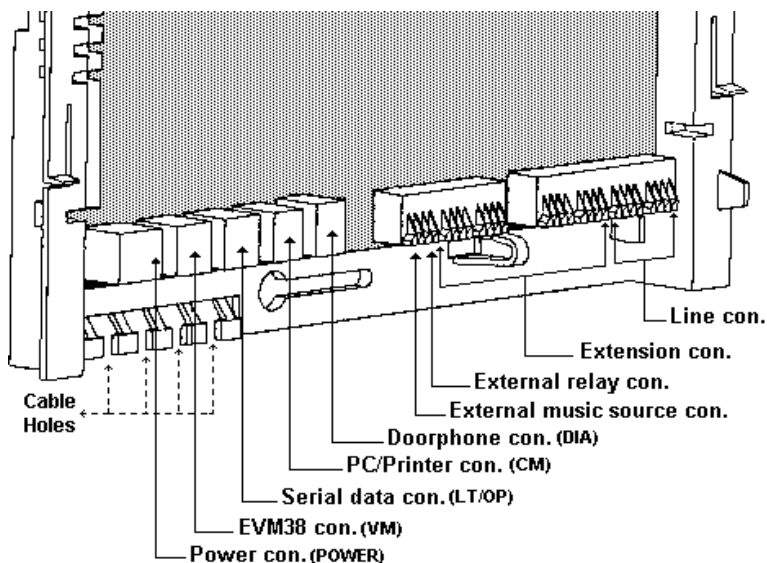 Line con.
Extension con.
External relay con.
Cable
Holes
External music source con.
Doorphone con. (DIA)
PC/Printer con. (CM)
Serial data con. (LT/OP)
EVM38 con. (VM)
Power con. (POWER)